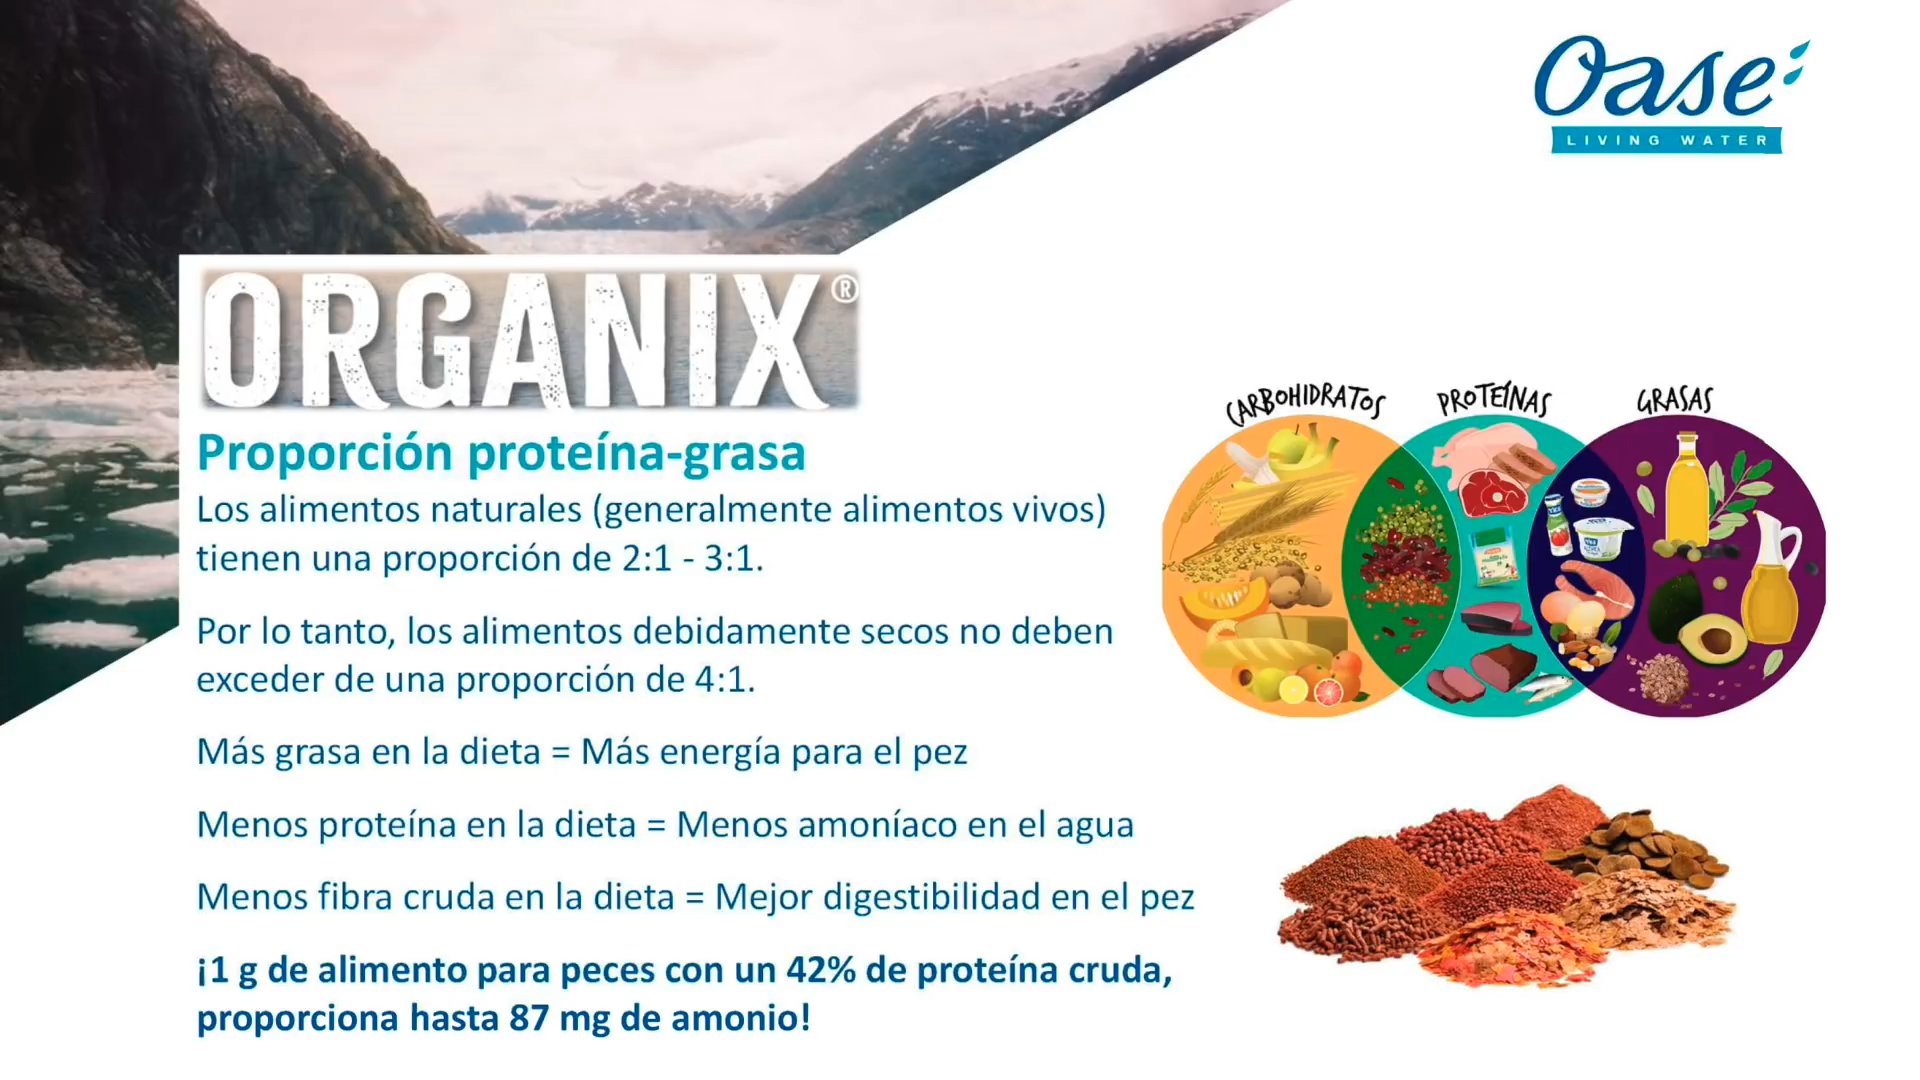 Oase
LIVING WATER
ORGANIX®
Proporción proteína-grasa
Los alimentos naturales (generalmente alimentos vivos)
tienen una proporción de 2:1 - 3:1.
Por lo tanto, los alimentos debidamente secos no deben
exceder de una proporción de 4:1.
Más grasa en la dieta = Más energía para el pez
Menos proteína en la dieta = Menos amoníaco en el agua
Menos fibra cruda en la dieta = Mejor digestibilidad en el pez
¡1 g de alimento para peces con un 42% de proteína cruda,
proporciona hasta 87 mg de amonio!
CARBOHIDRATOS
PROTEÍNAS
GRASAS